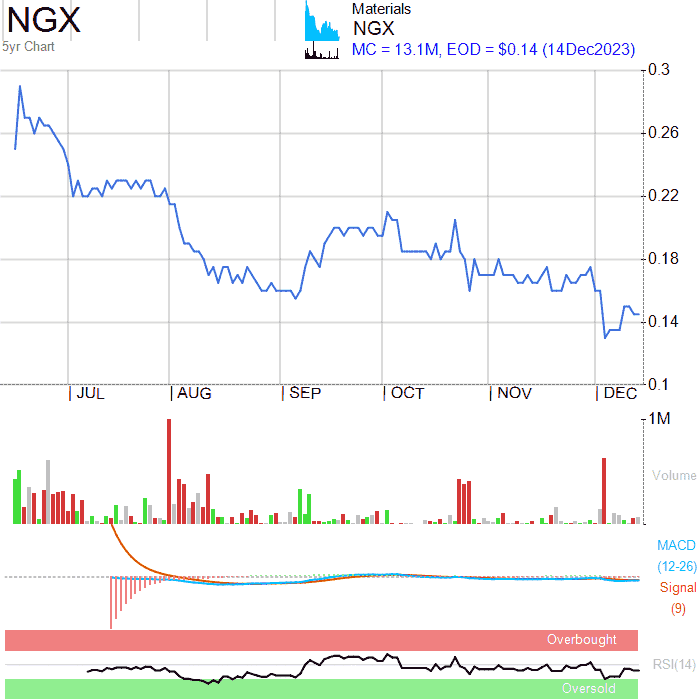 NGX
5yr Chart
Materials
NGX
MC = 13.1M, EOD = $0.14 (14Dec2023)
0.3
0.26
0.22
0.18
0.14
0.1
JUL AUG SEP OCT NOV DEC
1M
Volume
MACD
(12-26)
Signal
(9)
Overbought
RSI(14)
Oversold